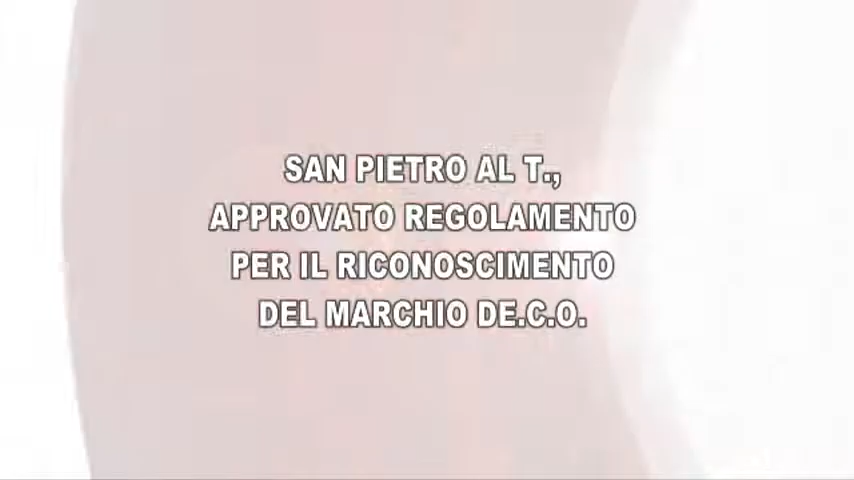 SAN PIETRO AL T.,
APPROVATO REGOLAMENTO
PER IL RICONOSCIMENTO
DEL MARCHIO DE.C.O.